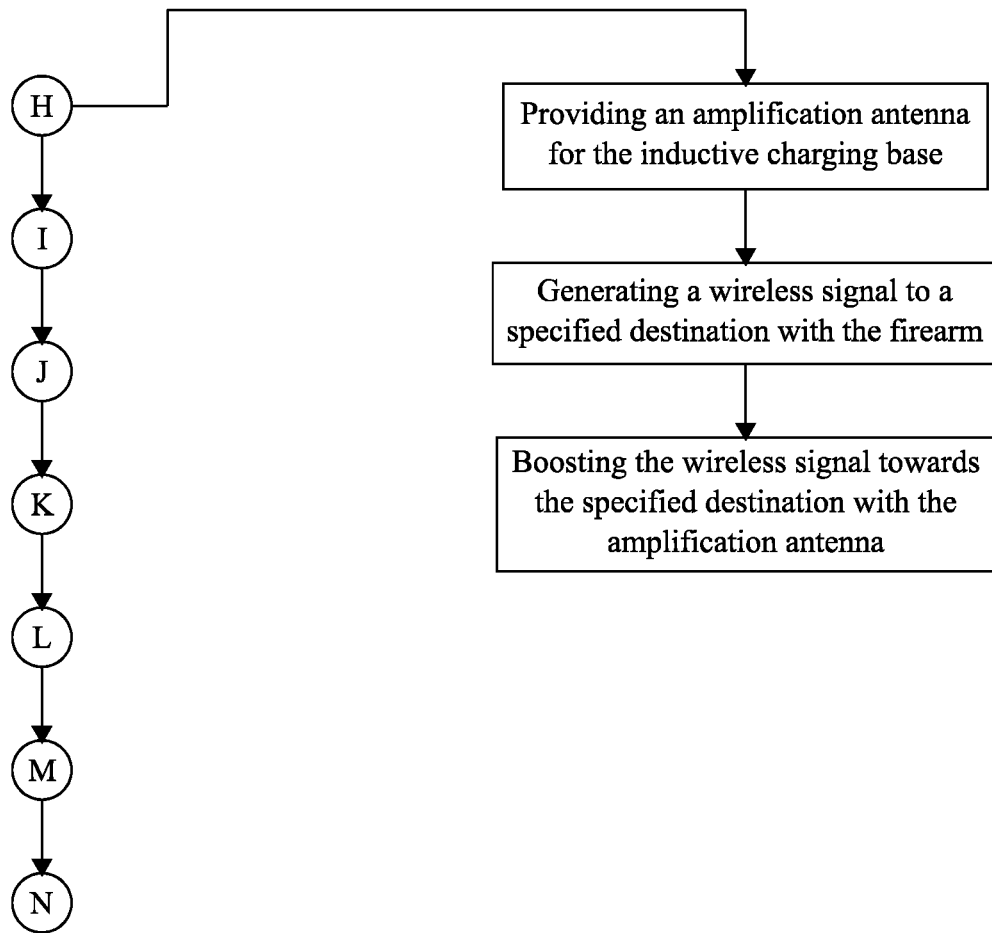 H
Providing an amplification antenna
for the inductive charging base
I
Generating a wireless signal to a
specified destination with the firearm
J
Boosting the wireless signal towards
the specified destination with the
amplification antenna
K
L
M
N